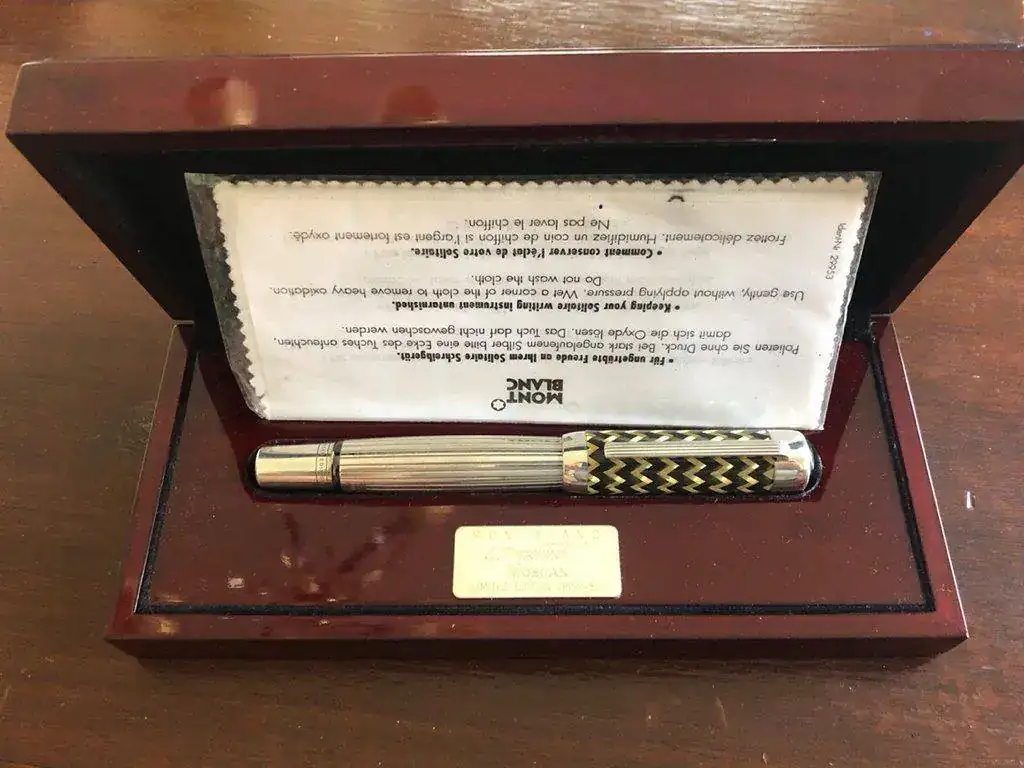 MONT
BLANC
• Für ungetrübte Freude an Ihrem Solitaire Schreibgerät.
Polieren Sie ohne Druck. Bei stark angelaufenem Silber bitte eine Ecke des Tuches anfeuchten,
damit sich die Oxyde lösen. Das Tuch darf nicht gewaschen werden.
• Keeping your Solitaire writing instrument untarnished.
Use gently, without applying pressure. Wet a corner of the cloth to remove heavy oxidation.
Do not wash the cloth.
• Comment conserver l'éclat de votre Solitaire.
Frottez délicatement. Humidifiez un coin de chiffon si l'argent est fortement oxydé.
Ne pas laver le chiffon.
Ident-Nr. 29953